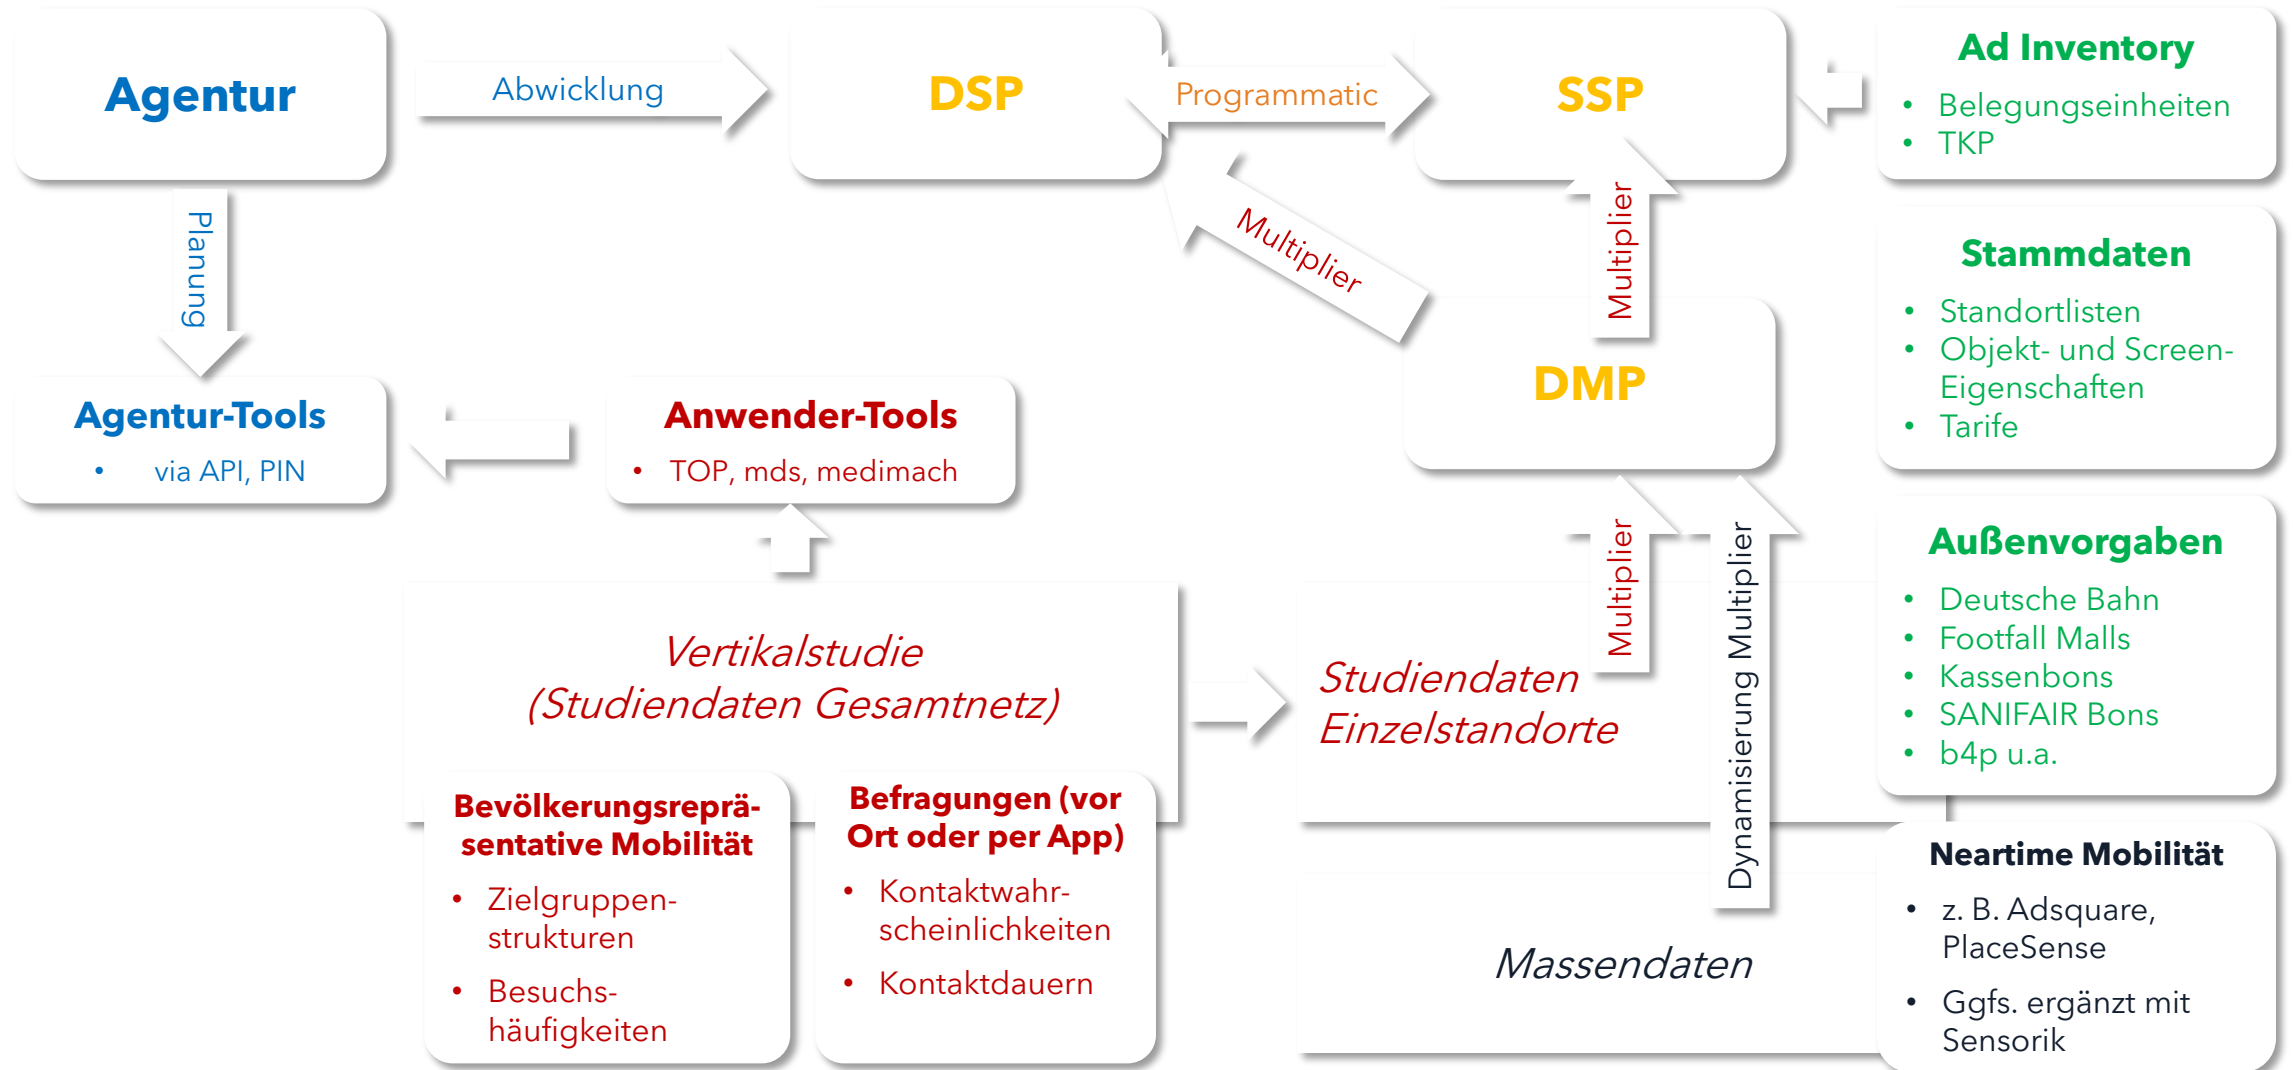 Agentur
Abwicklung
DSP
Programmatic
SSP
Ad Inventory
• Belegungseinheiten
• TKP
Planung
Multiplier
Multiplier
Stammdaten
• Standortlisten
• Objekt- und Screen-
Eigenschaften
• Tarife
DMP
Agentur-Tools
• via API, PIN
Anwender-Tools
• TOP, mds, medimach
Außenvorgaben
• Deutsche Bahn
• Footfall Malls
• Kassenbons
• SANIFAIR Bons
• b4p u.a.
Multiplier
Dynamisierung Multiplier
Vertikalstudie
(Studiendaten Gesamtnetz)
Studiendaten
Einzelstandorte
Bevölkerungsreprä-
sentative Mobilität
• Zielgruppen-
strukturen
• Besuchs-
häufigkeiten
Befragungen (vor
Ort oder per App)
• Kontaktwahr-
scheinlichkeiten
• Kontaktdauern
Massendaten
Neartime Mobilität
• z. B. Adsquare,
PlaceSense
• Ggfs. ergänzt mit
Sensorik